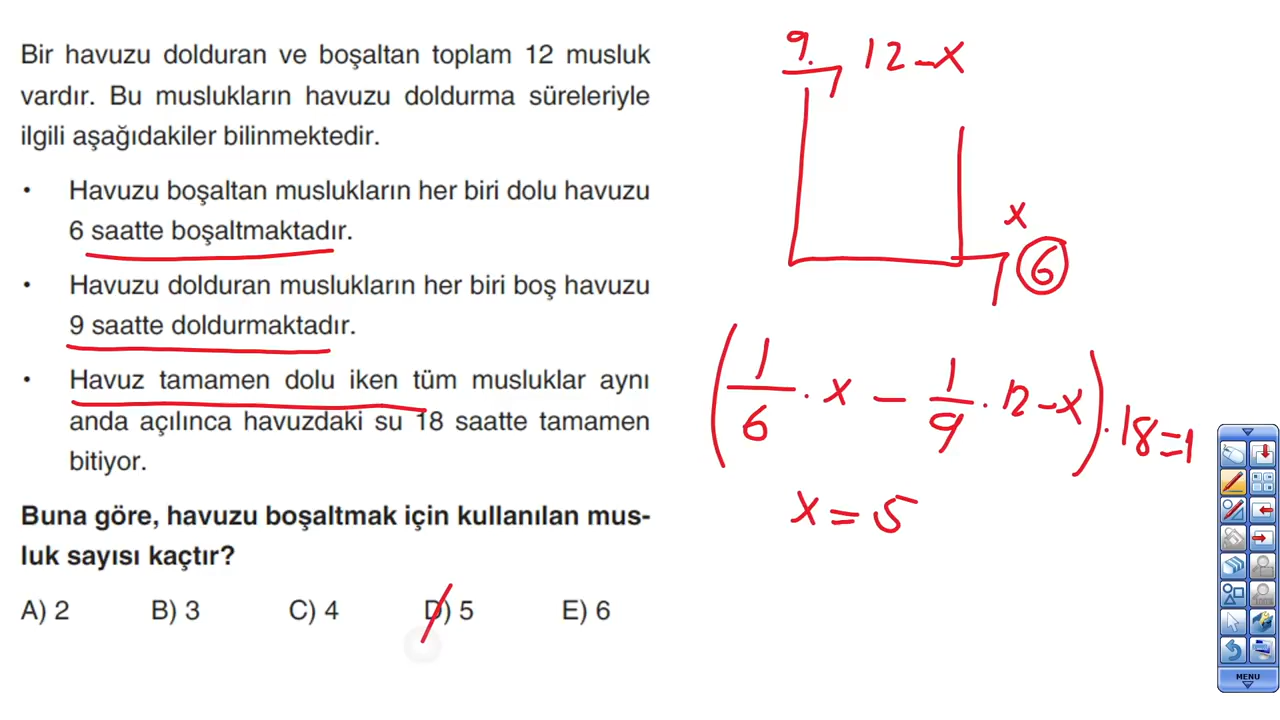 Bir havuzu dolduran ve boşaltan toplam 12 musluk
vardır. Bu muslukların havuzu doldurma süreleriyle
ilgili aşağıdakiler bilinmektedir.
• Havuzu boşaltan muslukların her biri dolu havuzu
6 saatte boşaltmaktadır.
• Havuzu dolduran muslukların her biri boş havuzu
9 saatte doldurmaktadır.
• Havuz tamamen dolu iken tüm musluklar aynı
anda açılınca havuzdaki su 18 saatte tamamen
bitiyor.
Buna göre, havuzu boşaltmak için kullanılan mus-
luk sayısı kaçtır?
A) 2 B) 3 C) 4 D) 5 E) 6
9. 12-x
x
6
(1/6 · x - 1/9 · 12-x) · 18=1
x=5
MENU